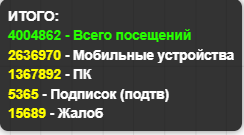 ИТОГО:
4004862 - Всего посещений
2636970 - Мобильные устройства
1367892 - ПК
5365 - Подписок (подтв)
15689 - Жалоб